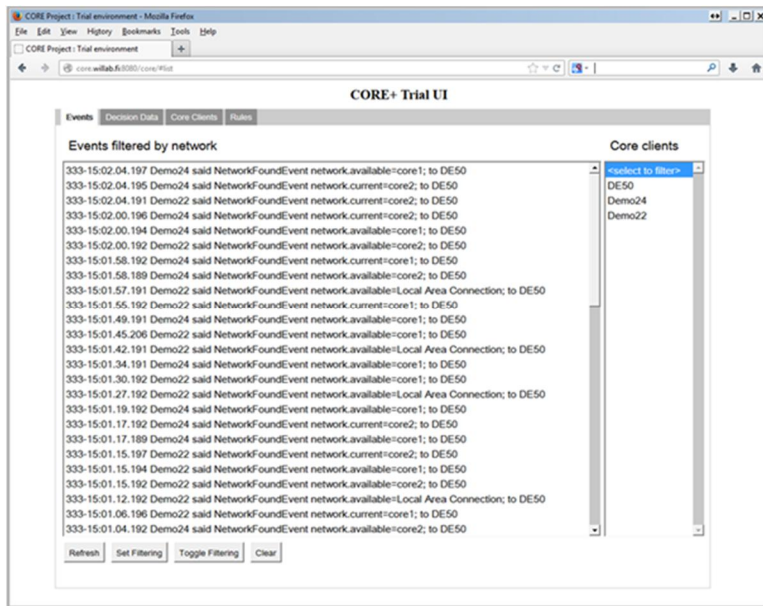 CORE Project : Trial environment - Mozilla Firefox
File Edit View History Bookmarks Tools Help
CORE Project : Trial environment +
core.willab.fi:8080/core/#list
CORE+ Trial UI
Events Decision Data Core Clients Rules
Events filtered by network
Core clients
333-15:02.04.197 Demo24 said NetworkFoundEvent network.available=core1; to DE50
333-15:02.04.195 Demo24 said NetworkFoundEvent network.current=core2; to DE50
333-15:02.04.191 Demo22 said NetworkFoundEvent network.available=core2; to DE50
333-15:02.00.196 Demo24 said NetworkFoundEvent network.current=core2; to DE50
333-15:02.00.194 Demo24 said NetworkFoundEvent network.available=core1; to DE50
333-15:02.00.192 Demo22 said NetworkFoundEvent network.available=core2; to DE50
333-15:01.58.192 Demo24 said NetworkFoundEvent network.current=core1; to DE50
333-15:01.58.189 Demo24 said NetworkFoundEvent network.available=core2; to DE50
333-15:01.57.191 Demo22 said NetworkFoundEvent network.available=Local Area Connection; to DE50
333-15:01.55.192 Demo22 said NetworkFoundEvent network.current=core1; to DE50
333-15:01.49.191 Demo24 said NetworkFoundEvent network.available=core1; to DE50
333-15:01.45.206 Demo22 said NetworkFoundEvent network.available=core1; to DE50
333-15:01.42.191 Demo22 said NetworkFoundEvent network.available=Local Area Connection; to DE50
333-15:01.34.191 Demo24 said NetworkFoundEvent network.available=core1; to DE50
333-15:01.30.192 Demo22 said NetworkFoundEvent network.available=core1; to DE50
333-15:01.27.192 Demo22 said NetworkFoundEvent network.available=Local Area Connection; to DE50
333-15:01.19.192 Demo24 said NetworkFoundEvent network.available=core1; to DE50
333-15:01.17.192 Demo24 said NetworkFoundEvent network.current=core2; to DE50
333-15:01.17.189 Demo24 said NetworkFoundEvent network.available=core1; to DE50
333-15:01.15.197 Demo22 said NetworkFoundEvent network.current=core2; to DE50
333-15:01.15.194 Demo22 said NetworkFoundEvent network.available=core1; to DE50
333-15:01.15.192 Demo22 said NetworkFoundEvent network.available=core2; to DE50
333-15:01.12.192 Demo22 said NetworkFoundEvent network.available=Local Area Connection; to DE50
333-15:01.06.196 Demo22 said NetworkFoundEvent network.current=core1; to DE50
333-15:01.04.192 Demo24 said NetworkFoundEvent network.available=core2; to DE50
<select to filter>
DE50
Demo24
Demo22
Refresh Set Filtering Toggle Filtering Clear